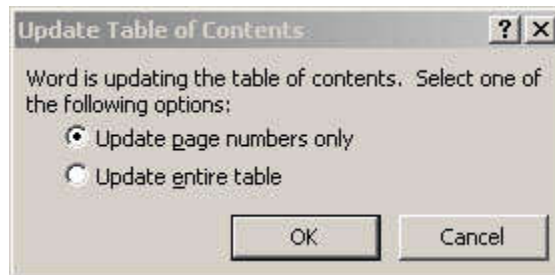 Update Table of Contents
Word is updating the table of contents. Select one of
the following options:
Update page numbers only
Update entire table
OK Cancel